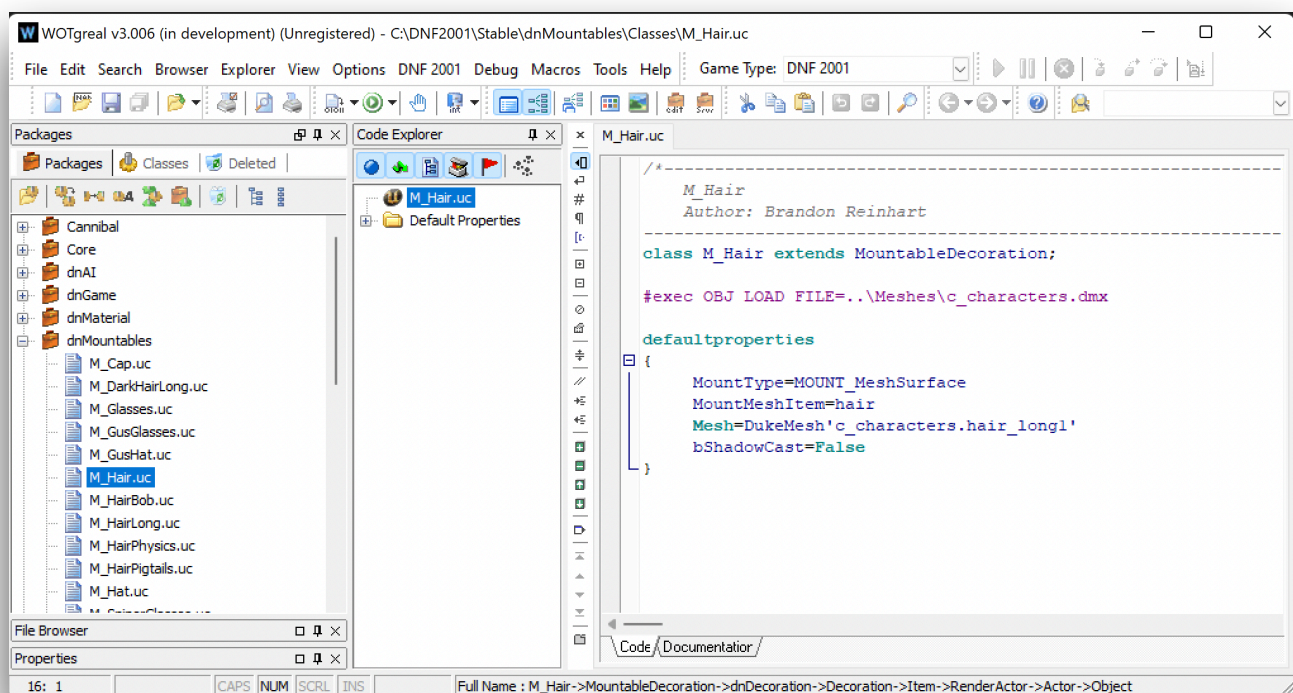 WOTgreal v3.006 (in development) (Unregistered) - C:\DNF2001\Stable\dnMountables\Classes\M_Hair.uc
File Edit Search Browser Explorer View Options DNF 2001 Debug Macros Tools Help Game Type: DNF 2001
Packages
Code Explorer
M_Hair.uc
Packages Classes Deleted
Cannibal
Core
dnAI
dnGame
dnMaterial
dnMountables
M_Cap.uc
M_DarkHairLong.uc
M_Glasses.uc
M_GusGlasses.uc
M_GusHat.uc
M_Hair.uc
M_HairBob.uc
M_HairLong.uc
M_HairPhysics.uc
M_HairPigtails.uc
M_Hat.uc
File Browser
Properties
M_Hair.uc
Default Properties
/*--------------------------------------------------------------
M_Hair
Author: Brandon Reinhart
----------------------------------------------------------------
class M_Hair extends MountableDecoration;
#exec OBJ LOAD FILE=..\Meshes\c_characters.dmx
defaultproperties
{
MountType=MOUNT_MeshSurface
MountMeshItem=hair
Mesh=DukeMesh'c_characters.hair_long1'
bShadowCast=False
}
Code Documentation
16: 1 CAPS NUM SCRL INS Full Name : M_Hair->MountableDecoration->dnDecoration->Decoration->Item->RenderActor->Actor->Object